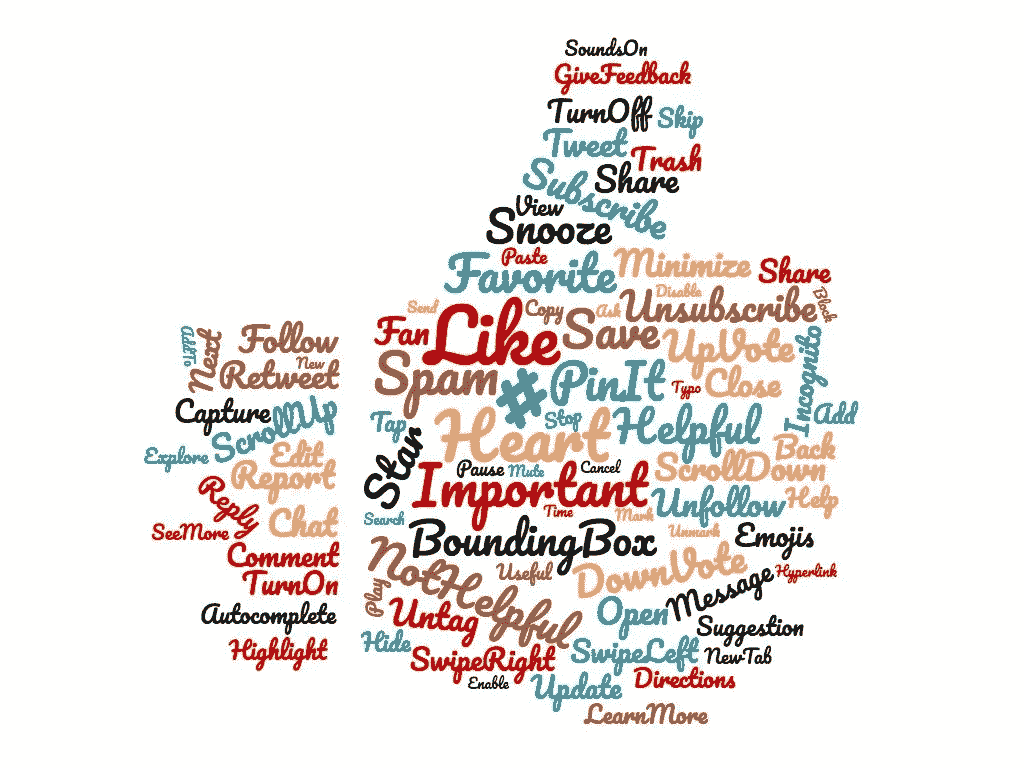 SoundsOn
GiveFeedback
TurnOff
Skip
Tweet
Trash
Subscribe
Share
View
Snooze
Paste
Favorite
Minimize
Share
Send
Like
Copy
Ask
Disable
Unsubscribe
Block
Fan
Save
UpVote
Incognito
Spam
#
PinIt
Typo
Close
Add
Tap
Heart
Stop
Helpful
Back
Star
Pause
Mute
Cancel
ScrollDown
Important
Unfollow
Help
Search
Time
Mark
Unmark
BoundingBox
Emojis
NotHelpful
Useful
DownVote
Hyperlink
Play
Untag
Open
Message
Suggestion
Hide
SwipeRight
SwipeLeft
NewTab
Enable
Update
Directions
LearnMore
AddTo
Next
Follow
New
Retweet
Capture
ScrollUp
Explore
Edit
Report
Reply
SeeMore
Chat
Comment
TurnOn
Autocomplete
Highlight